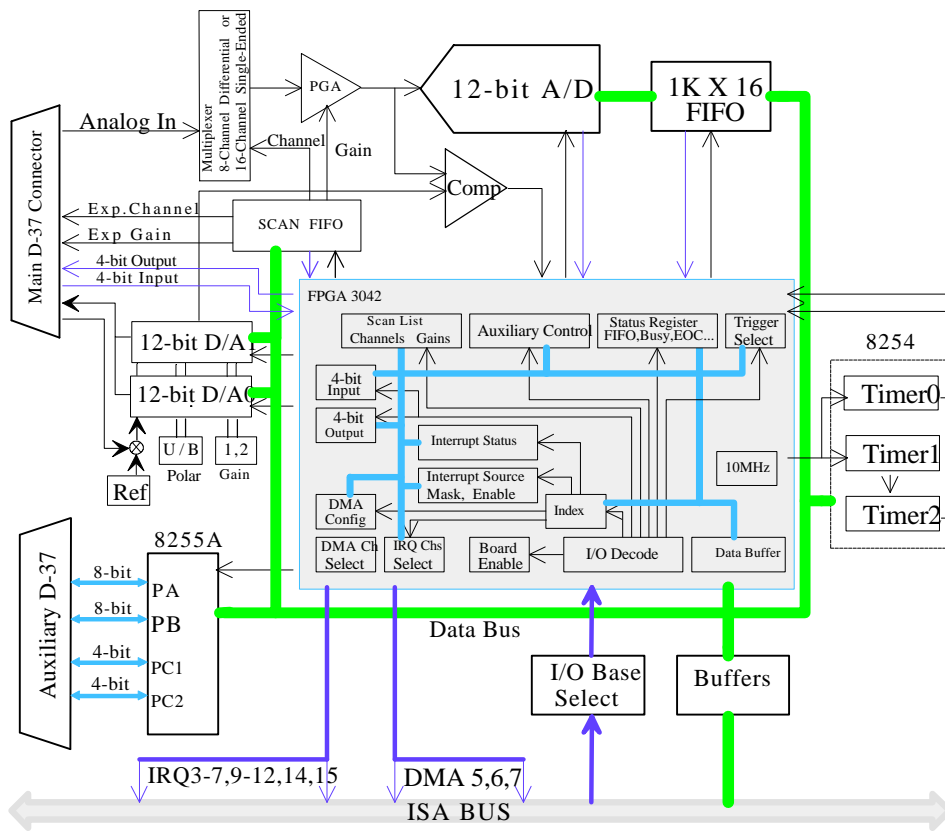 Multiplexer
8-Channel Differential or
16-Channel Single-Ended
PGA
12-bit A/D
1K X 16
FIFO
Main D-37 Connector
Analog In
Channel
Gain
Comp
Exp.Channel
Exp Gain
SCAN FIFO
4-bit Output
4-bit Input
FPGA 3042
Scan List
Channels Gains
Auxiliary Control
Status Register
FIFO,Busy,EOC...
Trigger
Select
12-bit D/A1
12-bit D/A0
8254
4-bit
Input
4-bit
Output
Timer0
Timer1
Timer2
U / B
Polar
1,2
Gain
Ref
Interrupt Status
Interrupt Source
Mask, Enable
10MHz
DMA
Config
Index
DMA Ch
Select
IRQ Chs
Select
Board
Enable
I/O Decode
Data Buffer
8255A
Auxiliary D-37
8-bit
PA
8-bit
PB
4-bit
PC1
4-bit
PC2
Data Bus
I/O Base
Select
Buffers
IRQ3-7,9-12,14,15
DMA 5,6,7
ISA BUS